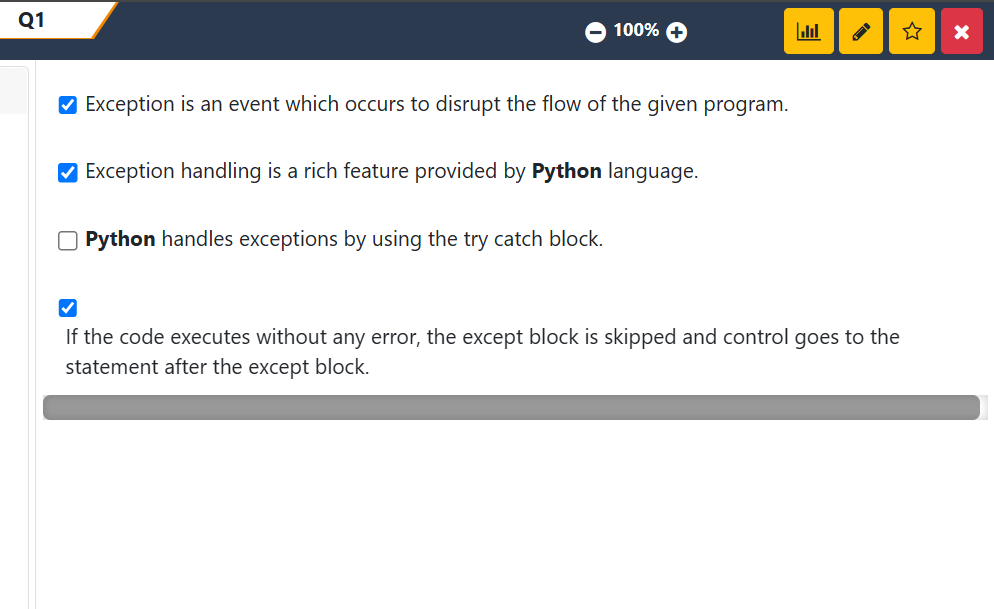 Q1
100%
Exception is an event which occurs to disrupt the flow of the given program.
Exception handling is a rich feature provided by Python language.
Python handles exceptions by using the try catch block.
If the code executes without any error, the except block is skipped and control goes to the
statement after the except block.